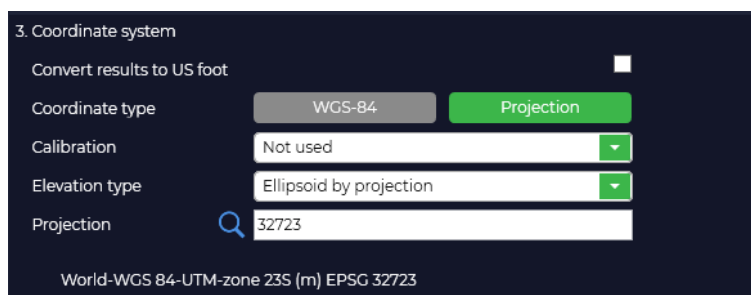 3. Coordinate system
Convert results to US foot
Coordinate type WGS-84 Projection
Calibration Not used
Elevation type Ellipsoid by projection
Projection 32723
World-WGS 84-UTM-zone 23S (m) EPSG 32723